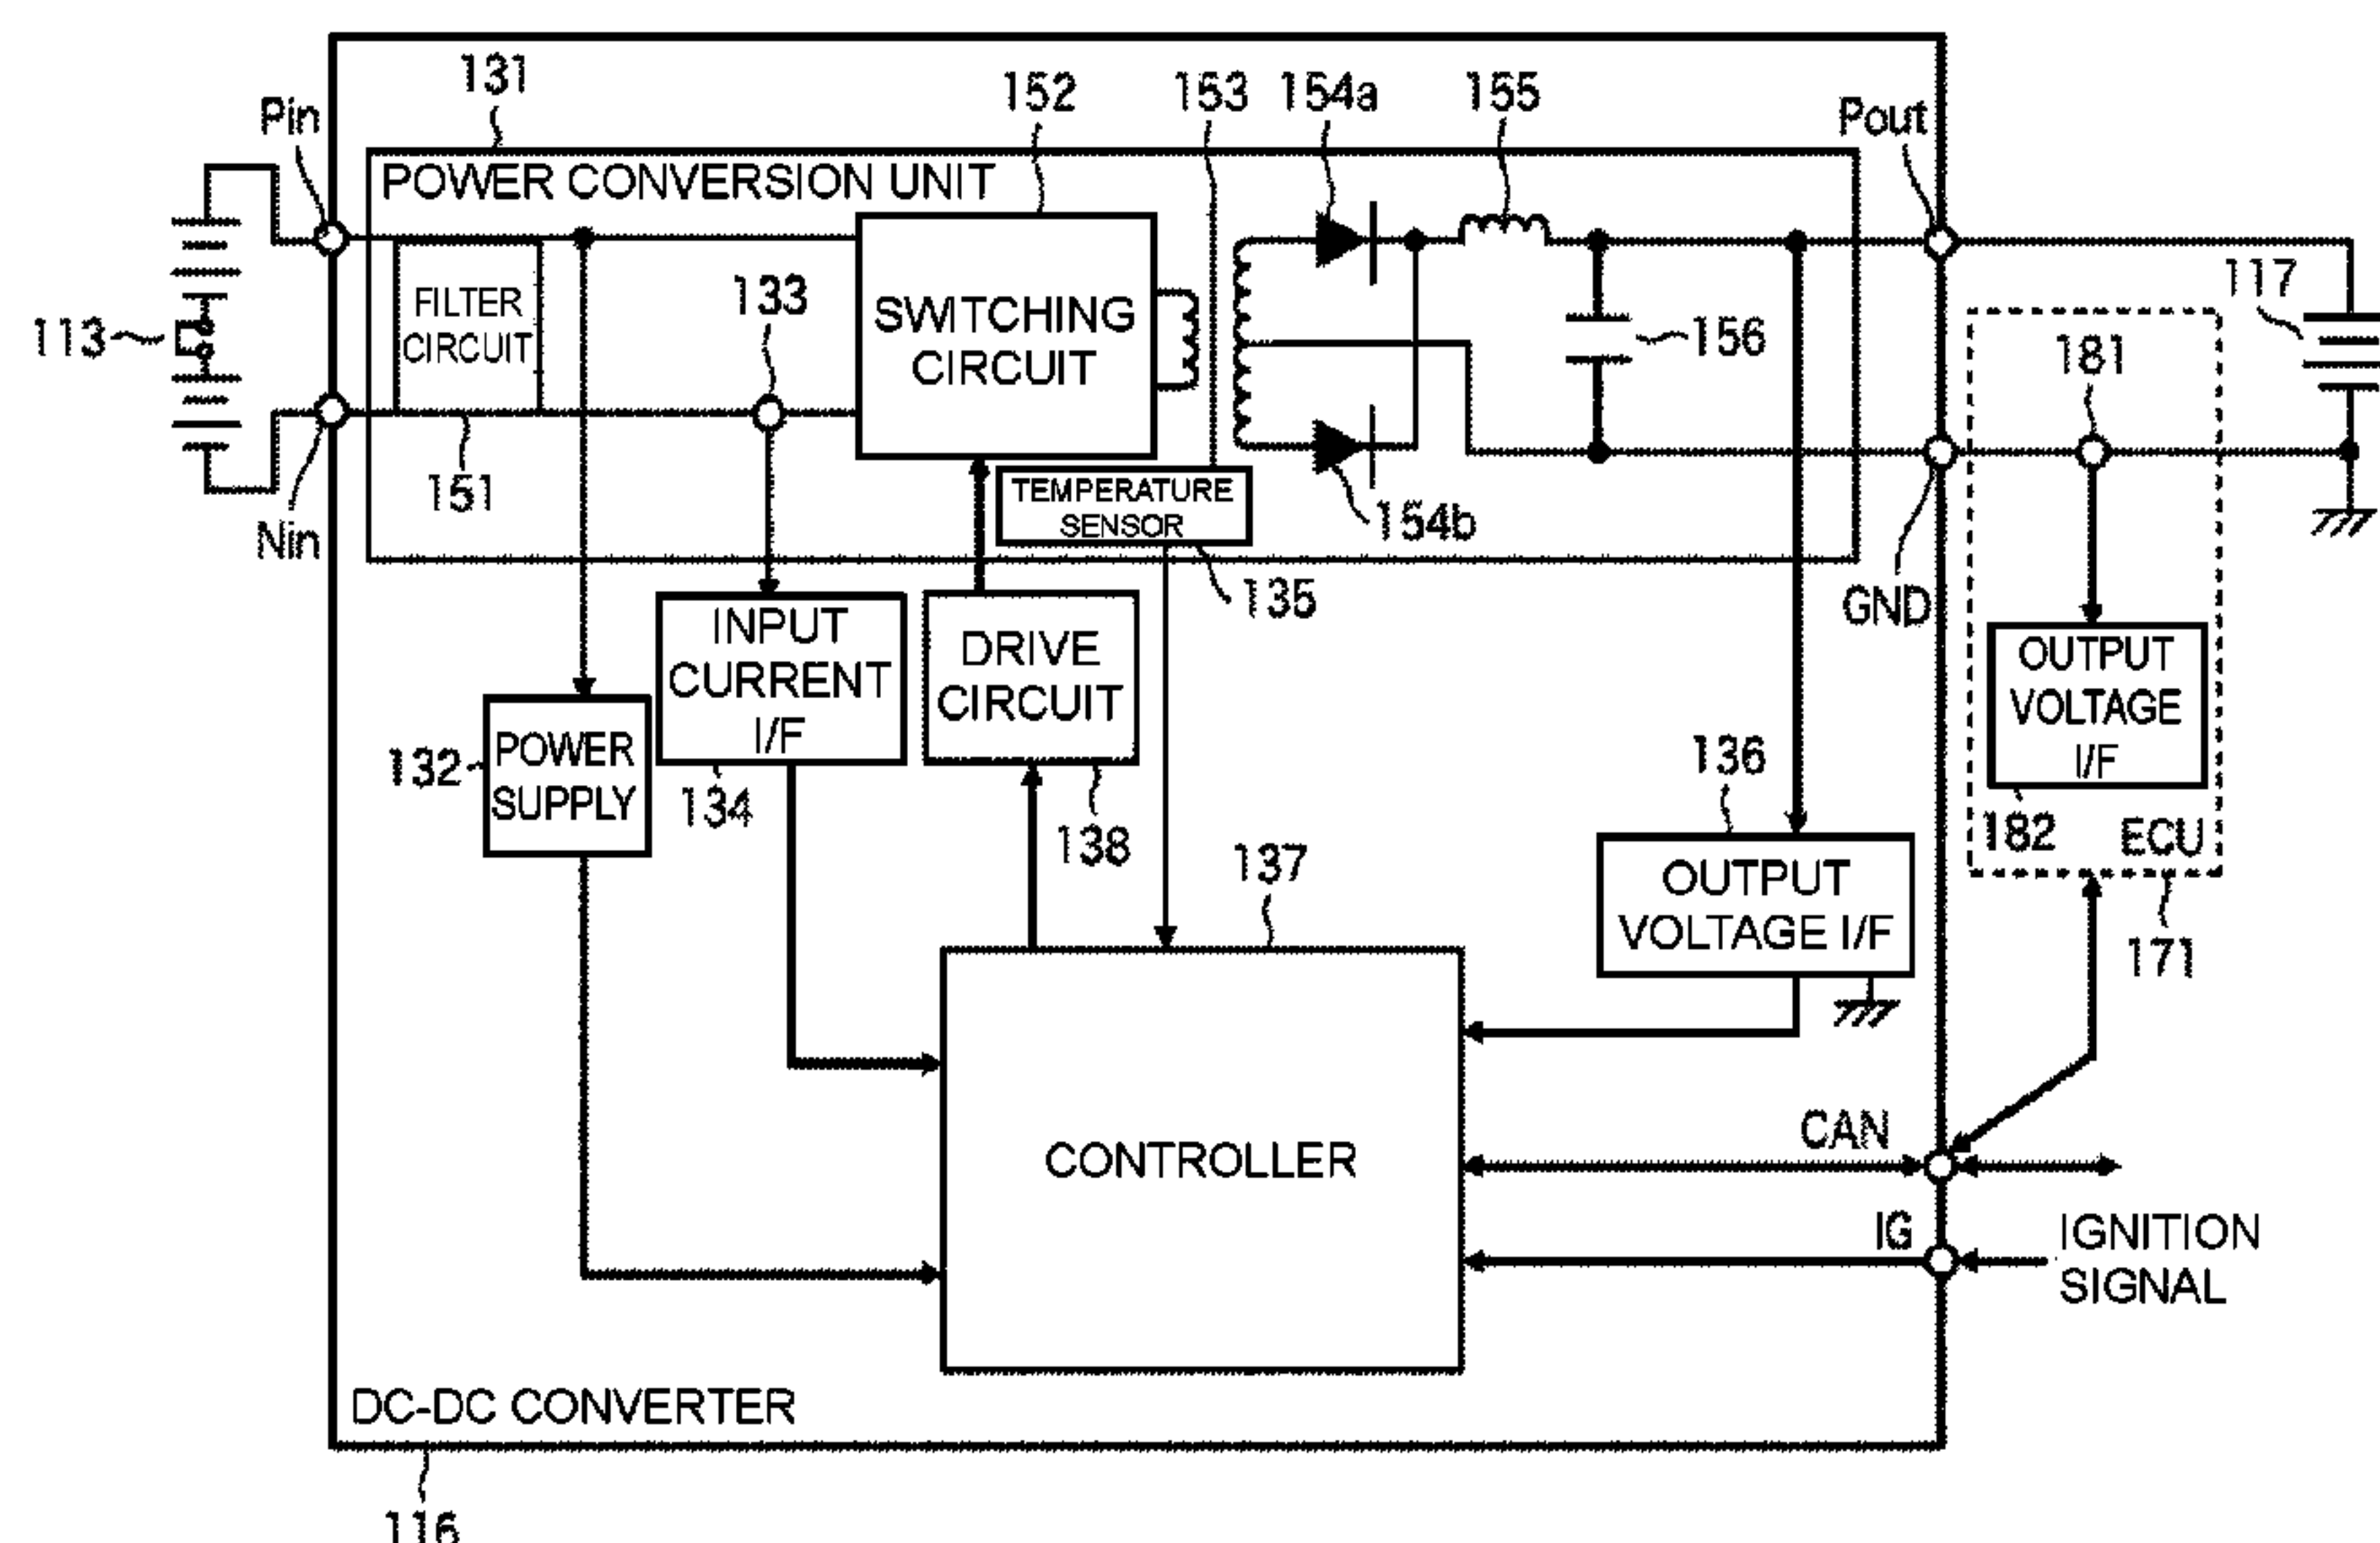 131
152
153
154a
155
Pin
Pout
POWER CONVERSION UNIT
117
133
FILTER
CIRCUIT
SWITCHING
CIRCUIT
113
156
181
151
TEMPERATURE
SENSOR
154b
Nin
135
GND
INPUT
CURRENT
I/F
DRIVE
CIRCUIT
OUTPUT
VOLTAGE
I/F
132
POWER
SUPPLY
134
138
136
182
ECU
137
171
OUTPUT
VOLTAGE I/F
CAN
CONTROLLER
IG
IGNITION
SIGNAL
DC-DC CONVERTER
116